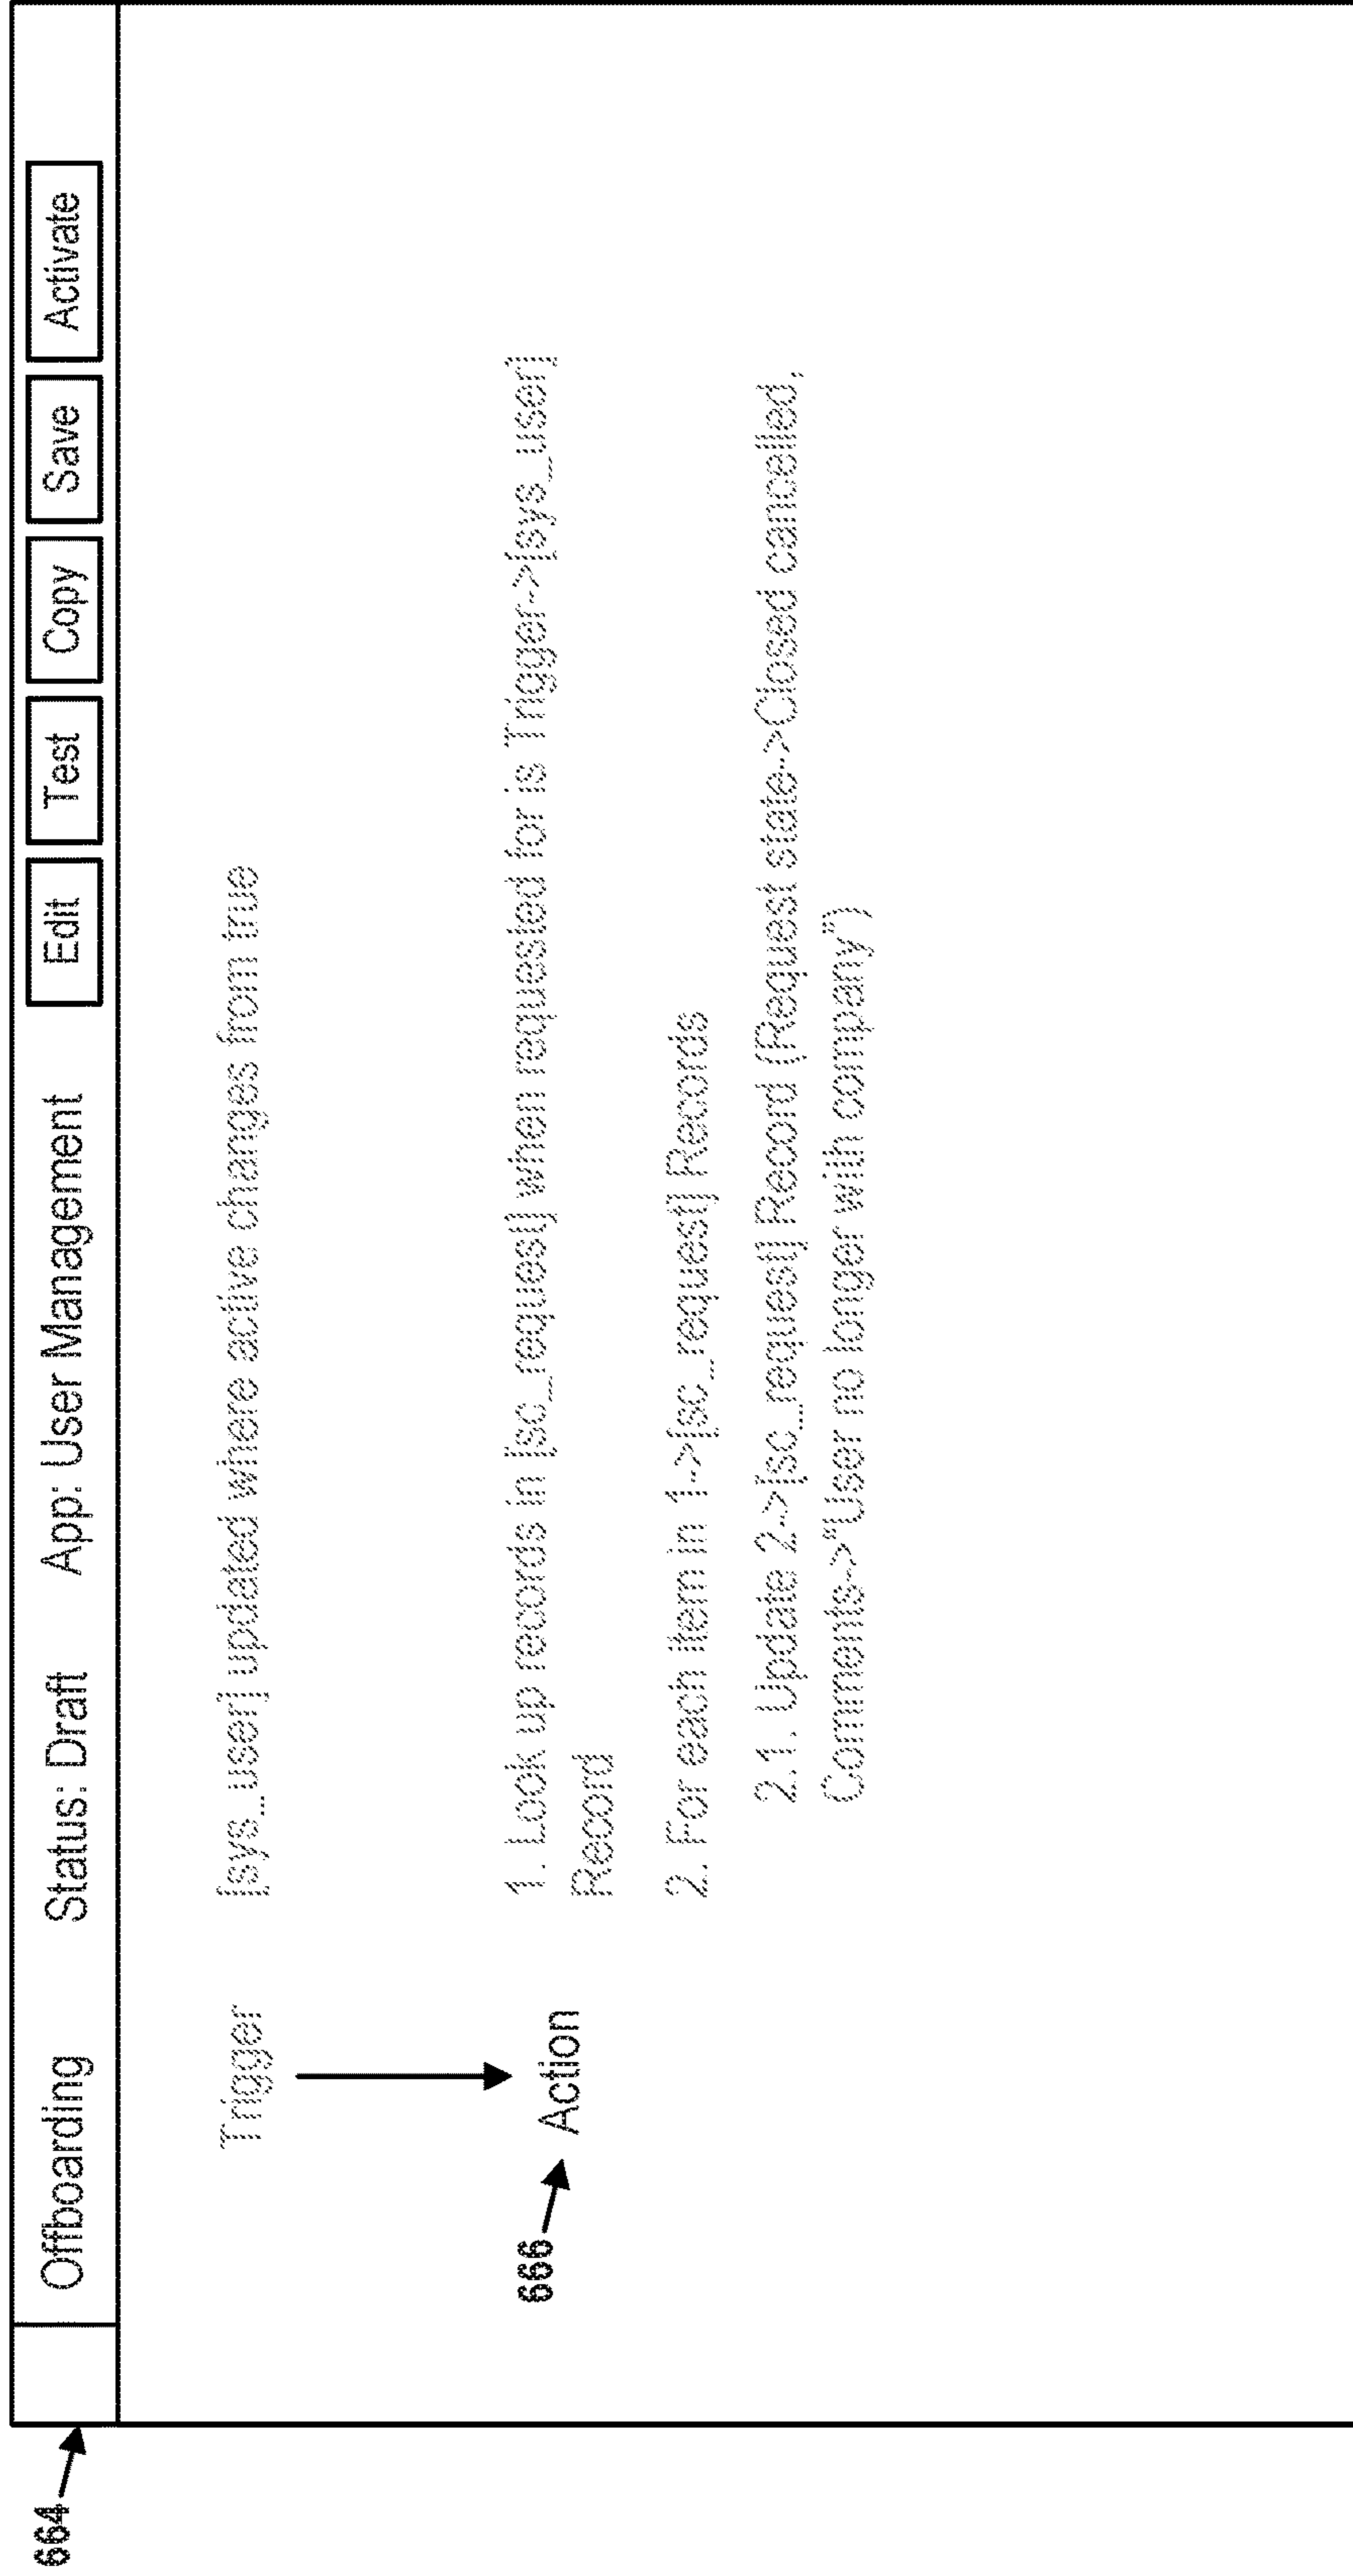 664
Offboarding Status: Draft App: User Management Edit Test Copy Save Activate
Trigger [sys_user] updated where active changes from true
666 Action
1. Look up records in [sc_request] when requested for is Trigger->[sys_user]
Record
2. For each item in 1->[sc_request] Records
2.1. Update 2->[sc_request] Record (Request state->Closed cancelled,
Comments->"User no longer with company")